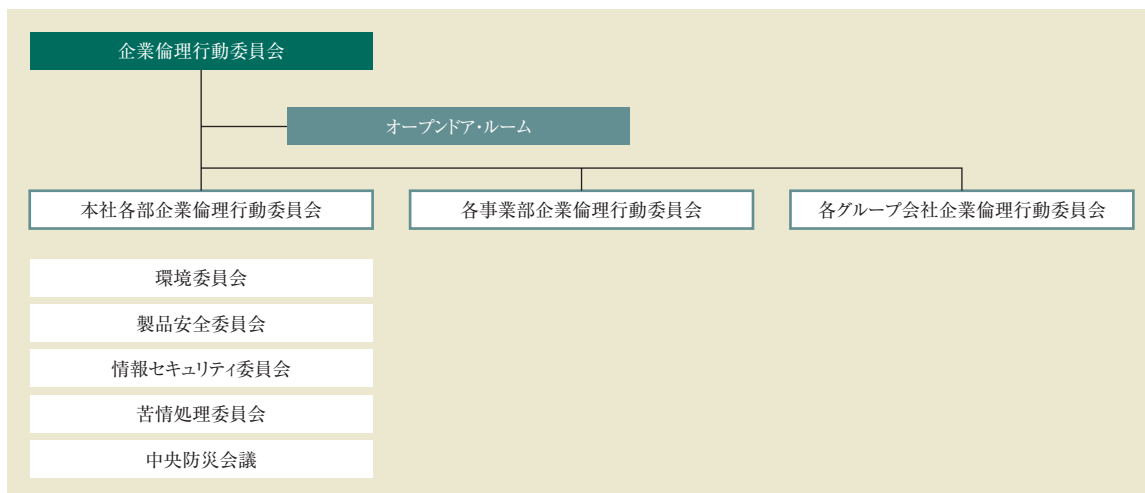 企業倫理行動委員会
オープンドア・ルーム
本社各部企業倫理行動委員会
各事業部企業倫理行動委員会
各グループ会社企業倫理行動委員会
環境委員会
製品安全委員会
情報セキュリティ委員会
苦情処理委員会
中央防災会議